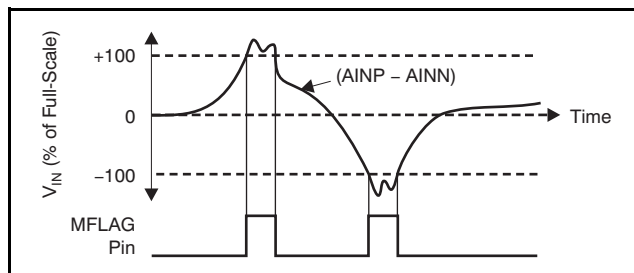 V_IN (% of Full-Scale)
+100
0
−100
(AINP − AINN)
Time
MFLAG
Pin